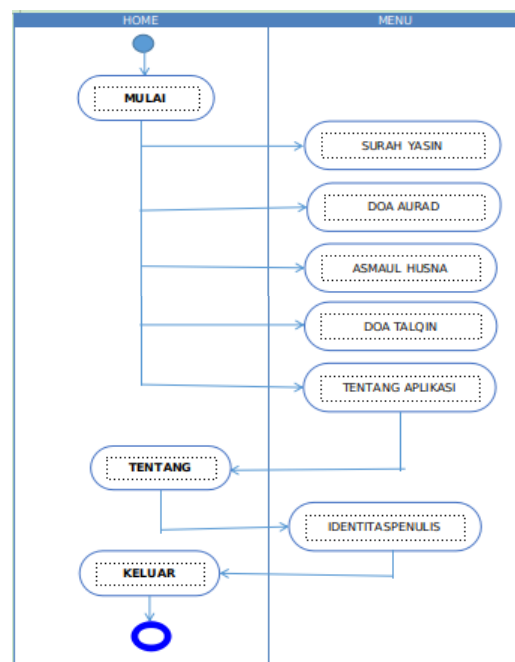 HOME
MENU
MULAI
SURAH YASIN
DOA AURAD
ASMAUL HUSNA
DOA TALQIN
TENTANG APLIKASI
TENTANG
IDENTITASPENULIS
KELUAR